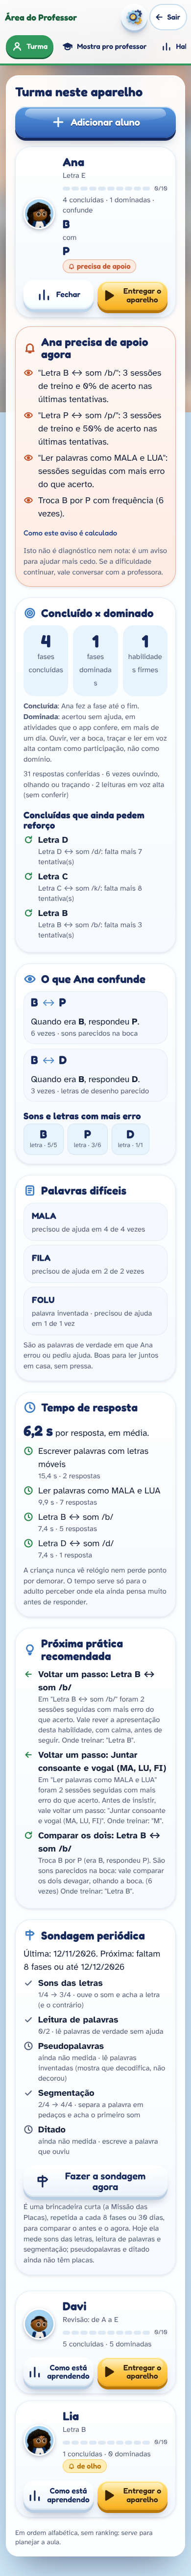 Área do Professor
Sair
Turma
Mostra pro professor
Turma neste aparelho
Adicionar aluno
Ana
Letra E
0/10
4 concluídas · 1 dominadas ·
confunde
B
com
P
precisa de apoio
Fechar
Entregar o
aparelho
Ana precisa de apoio
agora
"Letra B ↔ som /b/": 3 sessões
de treino e 0% de acerto nas
últimas tentativas.
"Letra P ↔ som /p/": 3 sessões
de treino e 50% de acerto nas
últimas tentativas.
"Ler palavras como MALA e LUA":
sessões seguidas com mais erro
do que acerto.
Troca B por P com frequência (6
vezes).
Como este aviso é calculado
Isto não é diagnóstico nem nota: é um aviso
para ajudar mais cedo. Se a dificuldade
continuar, vale conversar com a professora.
Concluído x dominado
4
fases
concluídas
1
fases
dominada
s
1
habilidade
s firmes
Concluída: Ana fez a fase até o fim.
Dominada: acertou sem ajuda, em
atividades que o app confere, em mais de
um dia. Ouvir, ver a boca, traçar e ler em voz
alta contam como participação, não como
domínio.
31 respostas conferidas · 6 vezes ouvindo,
olhando ou traçando · 2 leituras em voz alta
(sem conferir)
Concluídas que ainda pedem
reforço
Letra D
Letra D ↔ som /d/: falta mais 7
tentativa(s)
Letra C
Letra C ↔ som /k/: falta mais 8
tentativa(s)
Letra B
Letra B ↔ som /b/: falta mais 3
tentativa(s)
O que Ana confunde
B ↔ P
Quando era B, respondeu P.
6 vezes · sons parecidos na boca
B ↔ D
Quando era B, respondeu D.
3 vezes · letras de desenho parecido
Sons e letras com mais erro
B
letra · 5/5
P
letra · 3/6
D
letra · 1/1
Palavras difíceis
MALA
precisou de ajuda em 4 de 4 vezes
FILA
precisou de ajuda em 2 de 2 vezes
FOLU
palavra inventada · precisou de ajuda
em 1 de 1 vez
São as palavras de verdade em que Ana
errou ou pediu ajuda. Boas para ler juntos
em casa, sem pressa.
Tempo de resposta
6,2 s por resposta, em média.
Escrever palavras com letras
móveis
15,4 s · 2 respostas
Ler palavras como MALA e LUA
9,9 s · 7 respostas
Letra B ↔ som /b/
7,4 s · 5 respostas
Letra D ↔ som /d/
7,4 s · 1 resposta
A criança nunca vê relógio nem perde ponto
por demorar. O tempo serve só para o
adulto perceber onde ela ainda pensa muito
antes de responder.
Próxima prática
recomendada
Voltar um passo: Letra B ↔
som /b/
Em "Letra B ↔ som /b/" foram 2
sessões seguidas com mais erro do
que acerto. Vale rever a apresentação
desta habilidade, com calma, antes de
seguir. Onde treinar: "Letra B".
Voltar um passo: Juntar
consoante e vogal (MA, LU, FI)
Em "Ler palavras como MALA e LUA"
foram 2 sessões seguidas com mais
erro do que acerto. Antes de insistir,
vale voltar um passo: "Juntar consoante
e vogal (MA, LU, FI)". Onde treinar: "M".
Comparar os dois: Letra B ↔
som /b/
Troca B por P (era B, respondeu P). São
sons parecidos na boca: vale comparar
os dois devagar, olhando a boca. (6
vezes) Onde treinar: "Letra B".
Sondagem periódica
Última: 12/11/2026. Próxima: faltam
8 fases ou até 12/12/2026
Sons das letras
1/4 → 3/4 · ouve o som e acha a letra
(e o contrário)
Leitura de palavras
0/2 · lê palavras de verdade sem ajuda
Pseudopalavras
ainda não medida · lê palavras
inventadas (mostra que decodifica, não
decorou)
Segmentação
2/4 → 4/4 · separa a palavra em
pedaços e acha o primeiro som
Ditado
ainda não medida · escreve a palavra
que ouviu
Fazer a sondagem
agora
É uma brincadeira curta (a Missão das
Placas), repetida a cada 8 fases ou 30 dias,
para comparar o antes e o agora. Hoje ela
mede sons das letras, leitura de palavras e
segmentação; pseudopalavras e ditado
ainda não têm placas.
Davi
Revisão: de A a E
0/10
5 concluídas · 5 dominadas
Como está
aprendendo
Entregar o
aparelho
Lia
Letra B
0/10
1 concluídas · 0 dominadas
de olho
Como está
aprendendo
Entregar o
aparelho
Em ordem alfabética, sem ranking: serve para
planejar a aula.